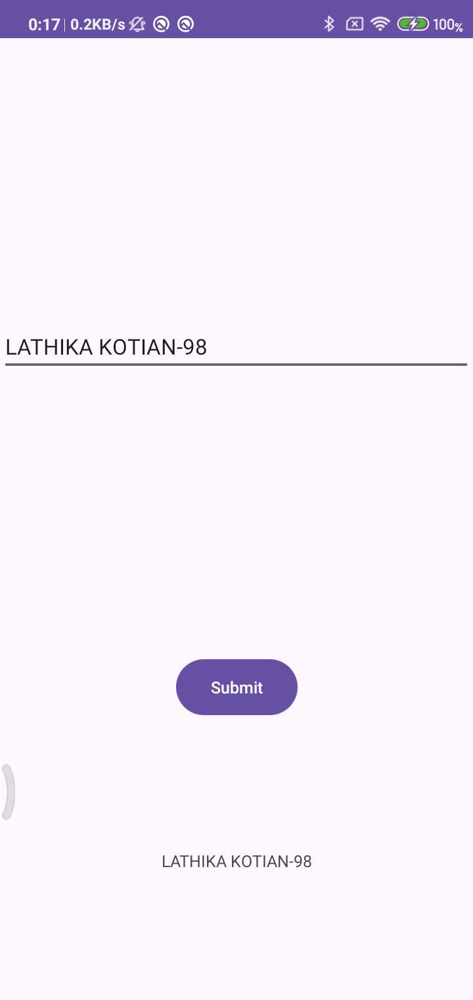 0:17 0.2KB/s 100%
LATHIKA KOTIAN-98
Submit
LATHIKA KOTIAN-98